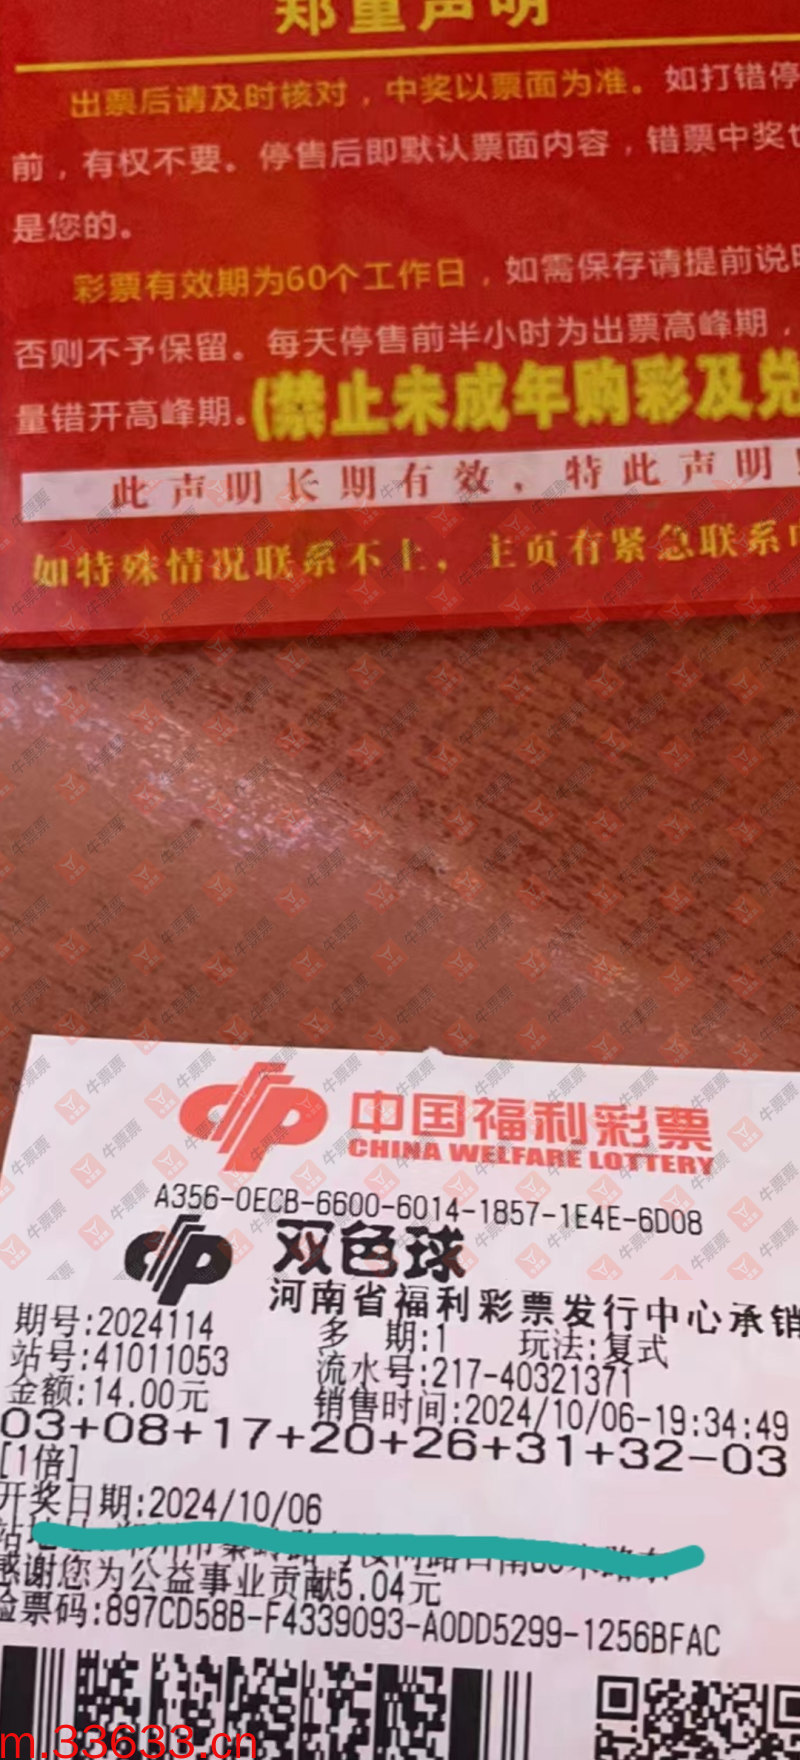 郑重声明
出票后请及时核对，中奖以票面为准。如打错停
前，有权不要。停售后即默认票面内容，错票中奖也
是您的。
彩票有效期为60个工作日，如需保存请提前说明
否则不予保留。每天停售前半小时为出票高峰期，
量错开高峰期。(禁止未成年购彩及兑
此声明长期有效，特此声明！
如特殊情况联系不上，主页有紧急联系
中国福利彩票
CHINA WELFARE LOTTERY
A356-0ECB-6600-6014-1857-1E4E-6D08
双色球
河南省福利彩票发行中心承销
期号:2024114 多 期:1 玩法:复式
站号:41011053 流水号:217-40321371
金额:14.00元 销售时间:2024/10/06-19:34:49
03+08+17+20+26+31+32-03
[1倍]
开奖日期:2024/10/06
感谢您为公益事业贡献5.04元
验票码:897CD58B-F4339093-A0DD5299-1256BFAC
m.33633.cn
牛票票